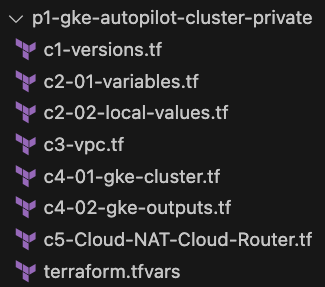 p1-gke-autopilot-cluster-private
c1-versions.tf
c2-01-variables.tf
c2-02-local-values.tf
c3-vpc.tf
c4-01-gke-cluster.tf
c4-02-gke-outputs.tf
c5-Cloud-NAT-Cloud-Router.tf
terraform.tfvars